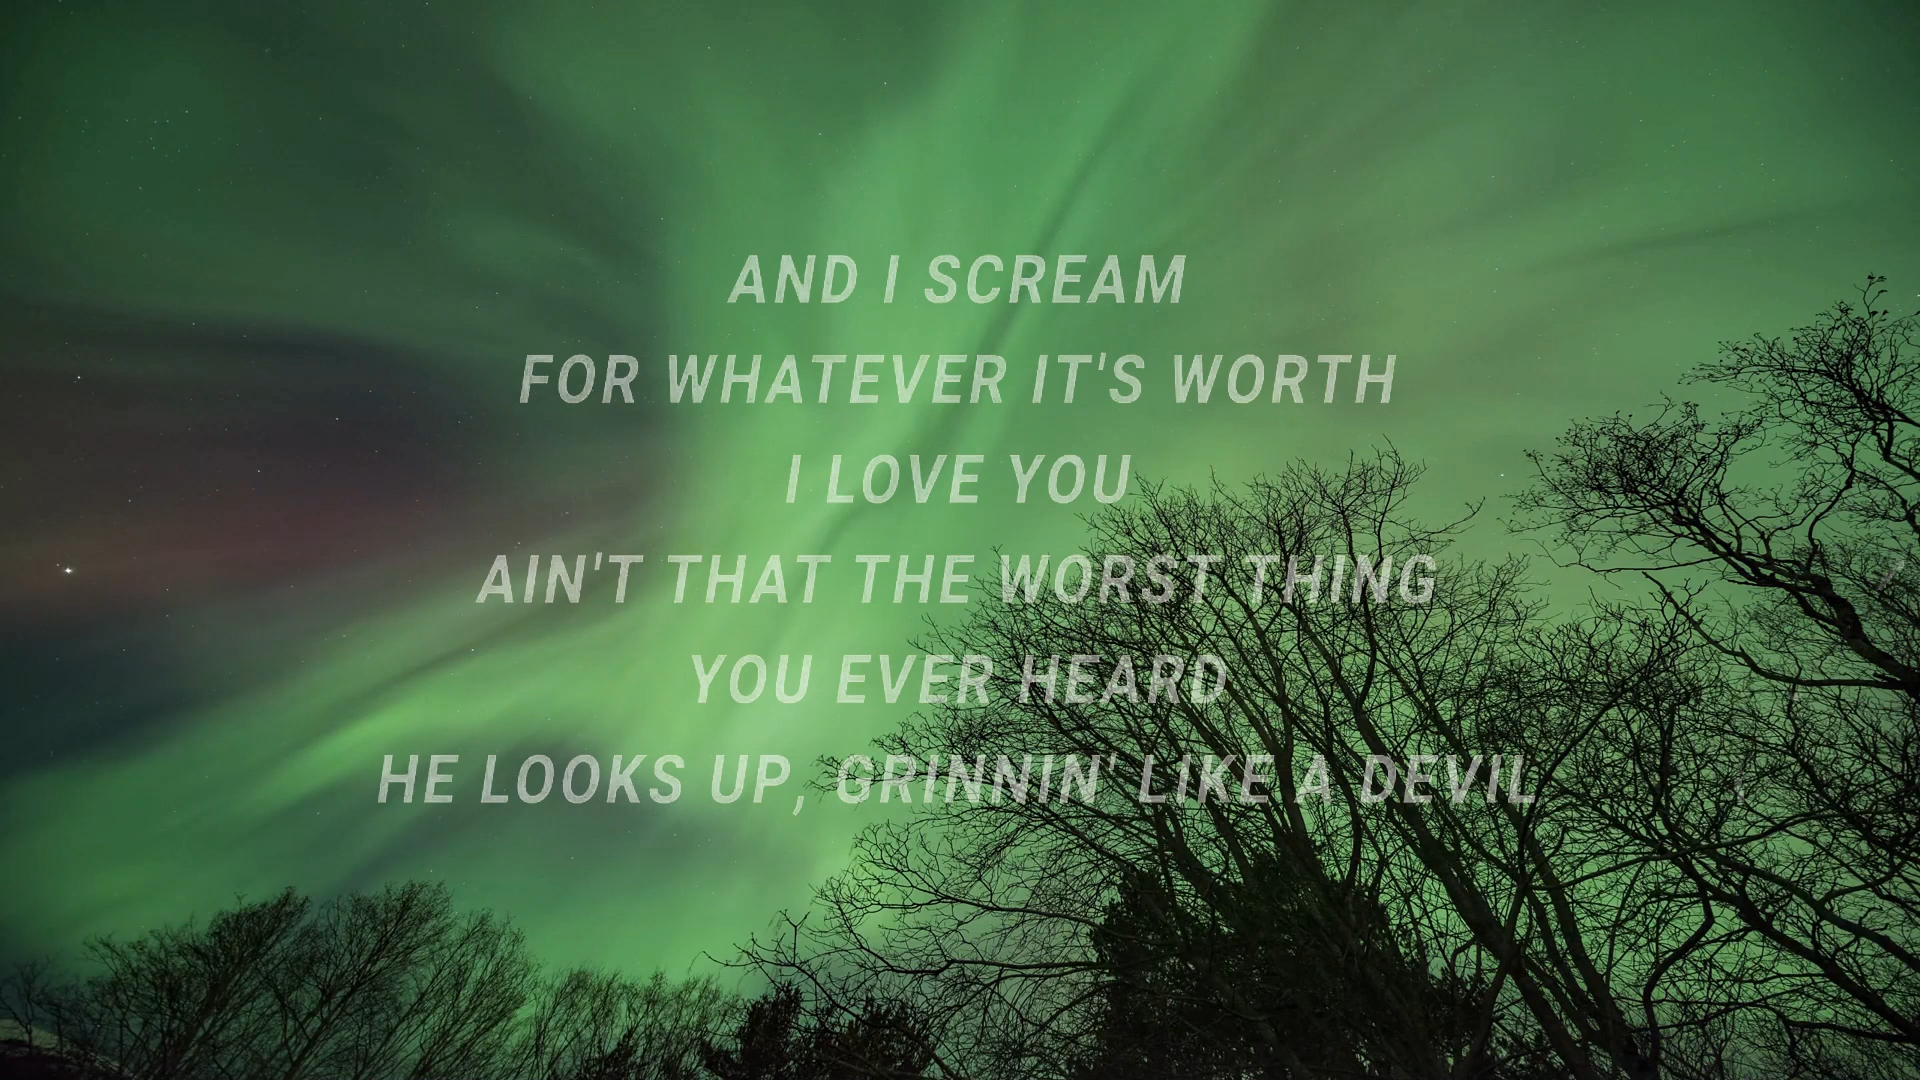 AND I SCREAM
FOR WHATEVER IT'S WORTH
I LOVE YOU
AIN'T THAT THE WORST THING
YOU EVER HEARD
HE LOOKS UP, GRINNIN' LIKE A DEVIL